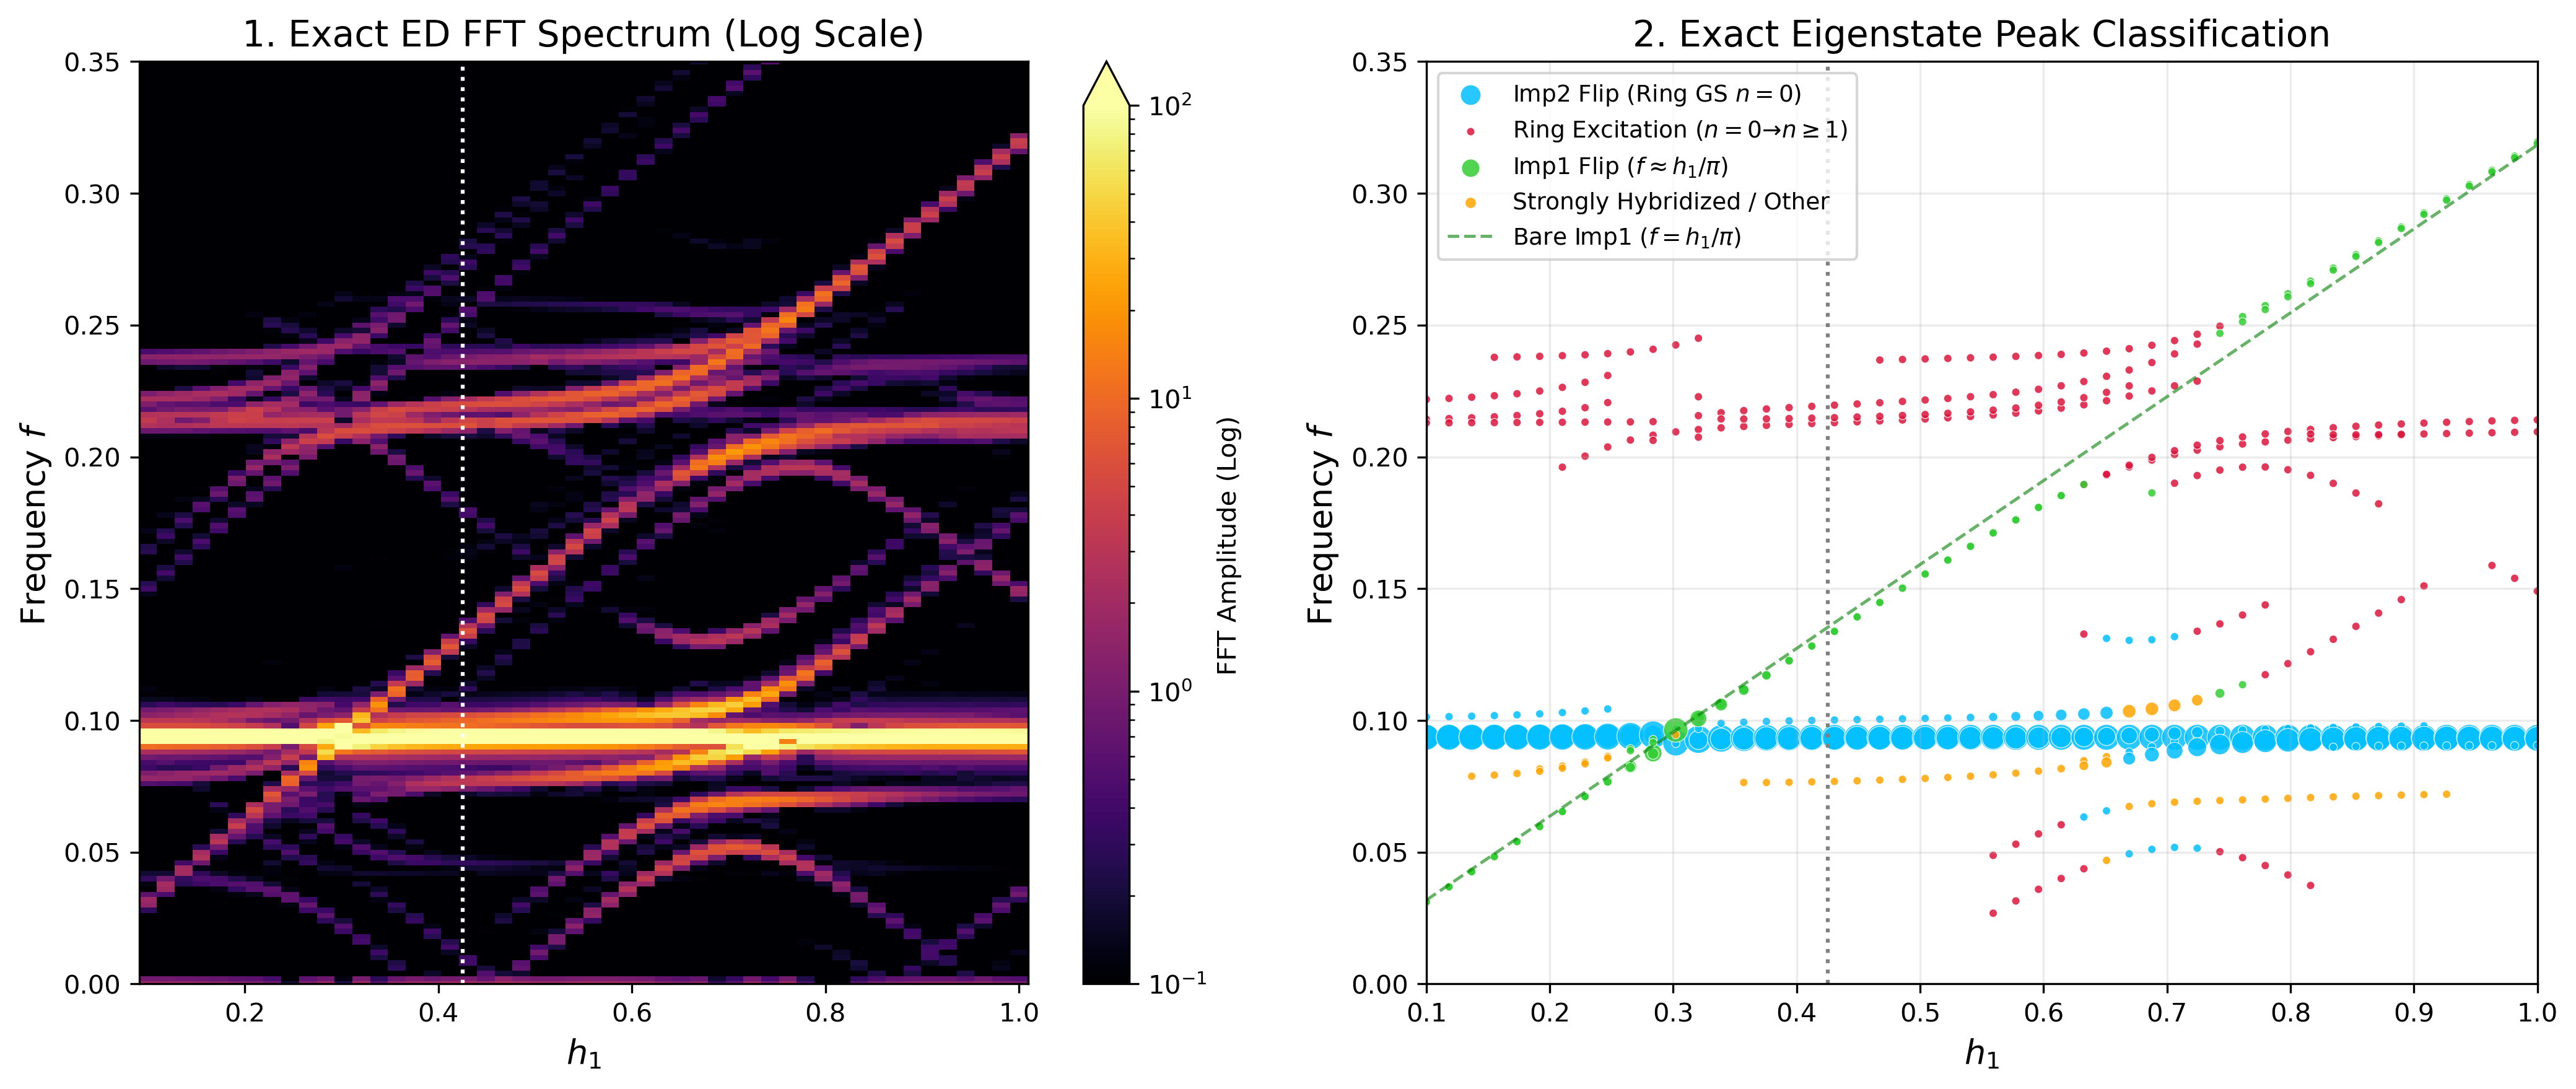 1. Exact ED FFT Spectrum (Log Scale)
0.35
0.30
0.25
0.20
0.15
0.10
0.05
0.00
Frequency f
0.2
0.4
0.6
0.8
1.0
h₁
10²
10¹
10⁰
10⁻¹
FFT Amplitude (Log)
2. Exact Eigenstate Peak Classification
Imp2 Flip (Ring GS n = 0)
Ring Excitation (n = 0→n ≥ 1)
Imp1 Flip (f ≈ h₁/π)
Strongly Hybridized / Other
Bare Imp1 (f = h₁/π)
0.35
0.30
0.25
0.20
0.15
0.10
0.05
0.00
Frequency f
0.1
0.2
0.3
0.4
0.5
0.6
0.7
0.8
0.9
1.0
h₁